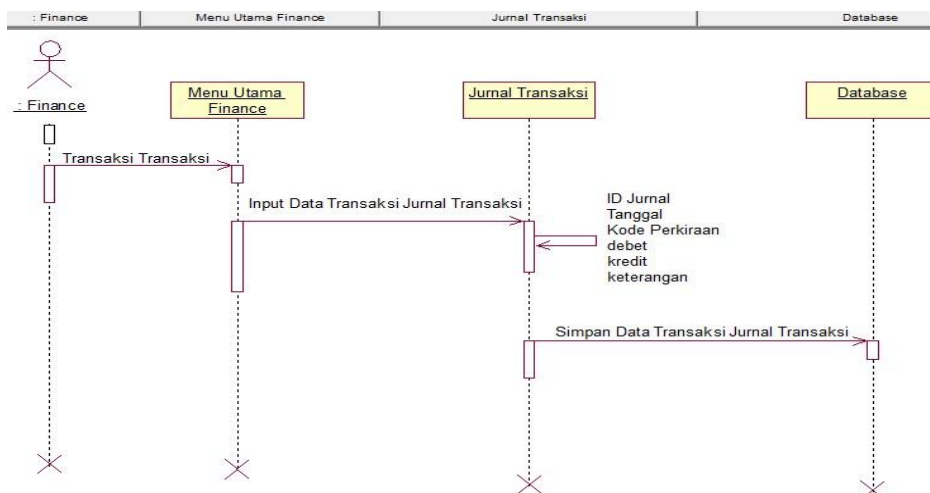 : Finance
Menu Utama Finance
Jurnal Transaksi
Database
: Finance
Menu Utama
Finance
Jurnal Transaksi
Database
Transaksi Transaksi
Input Data Transaksi Jurnal Transaksi
ID Jurnal
Tanggal
Kode Perkiraan
debet
kredit
keterangan
Simpan Data Transaksi Jurnal Transaksi